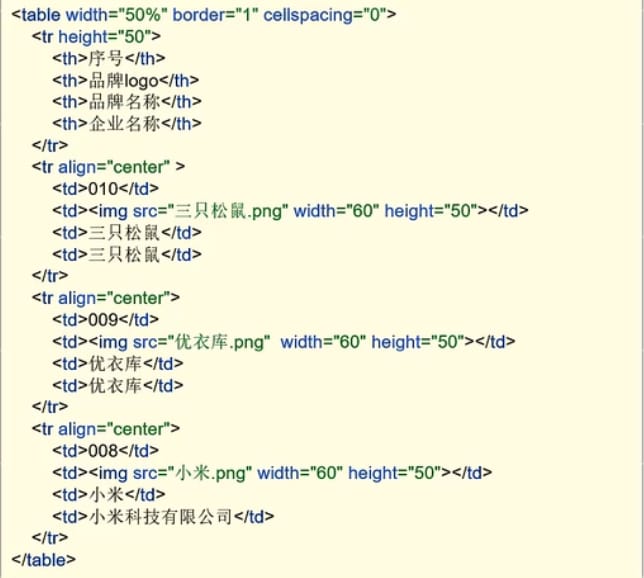 <table width="50%" border="1" cellspacing="0">
<tr height="50">
<th>序号</th>
<th>品牌logo</th>
<th>品牌名称</th>
<th>企业名称</th>
</tr>
<tr align="center" >
<td>010</td>
<td><img src="三只松鼠.png" width="60" height="50"></td>
<td>三只松鼠</td>
<td>三只松鼠</td>
</tr>
<tr align="center">
<td>009</td>
<td><img src="优衣库.png"  width="60" height="50"></td>
<td>优衣库</td>
<td>优衣库</td>
</tr>
<tr align="center">
<td>008</td>
<td><img src="小米.png" width="60" height="50"></td>
<td>小米</td>
<td>小米科技有限公司</td>
</tr>
</table>